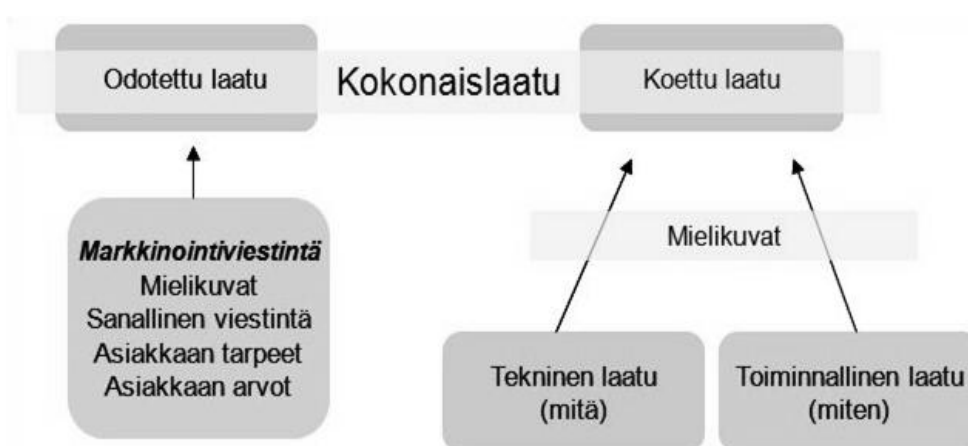 Odotettu laatu
Kokonaislaatu
Koettu laatu
Markkinointiviestintä
Mielikuvat
Sanallinen viestintä
Asiakkaan tarpeet
Asiakkaan arvot
Mielikuvat
Tekninen laatu
(mitä)
Toiminnallinen laatu
(miten)